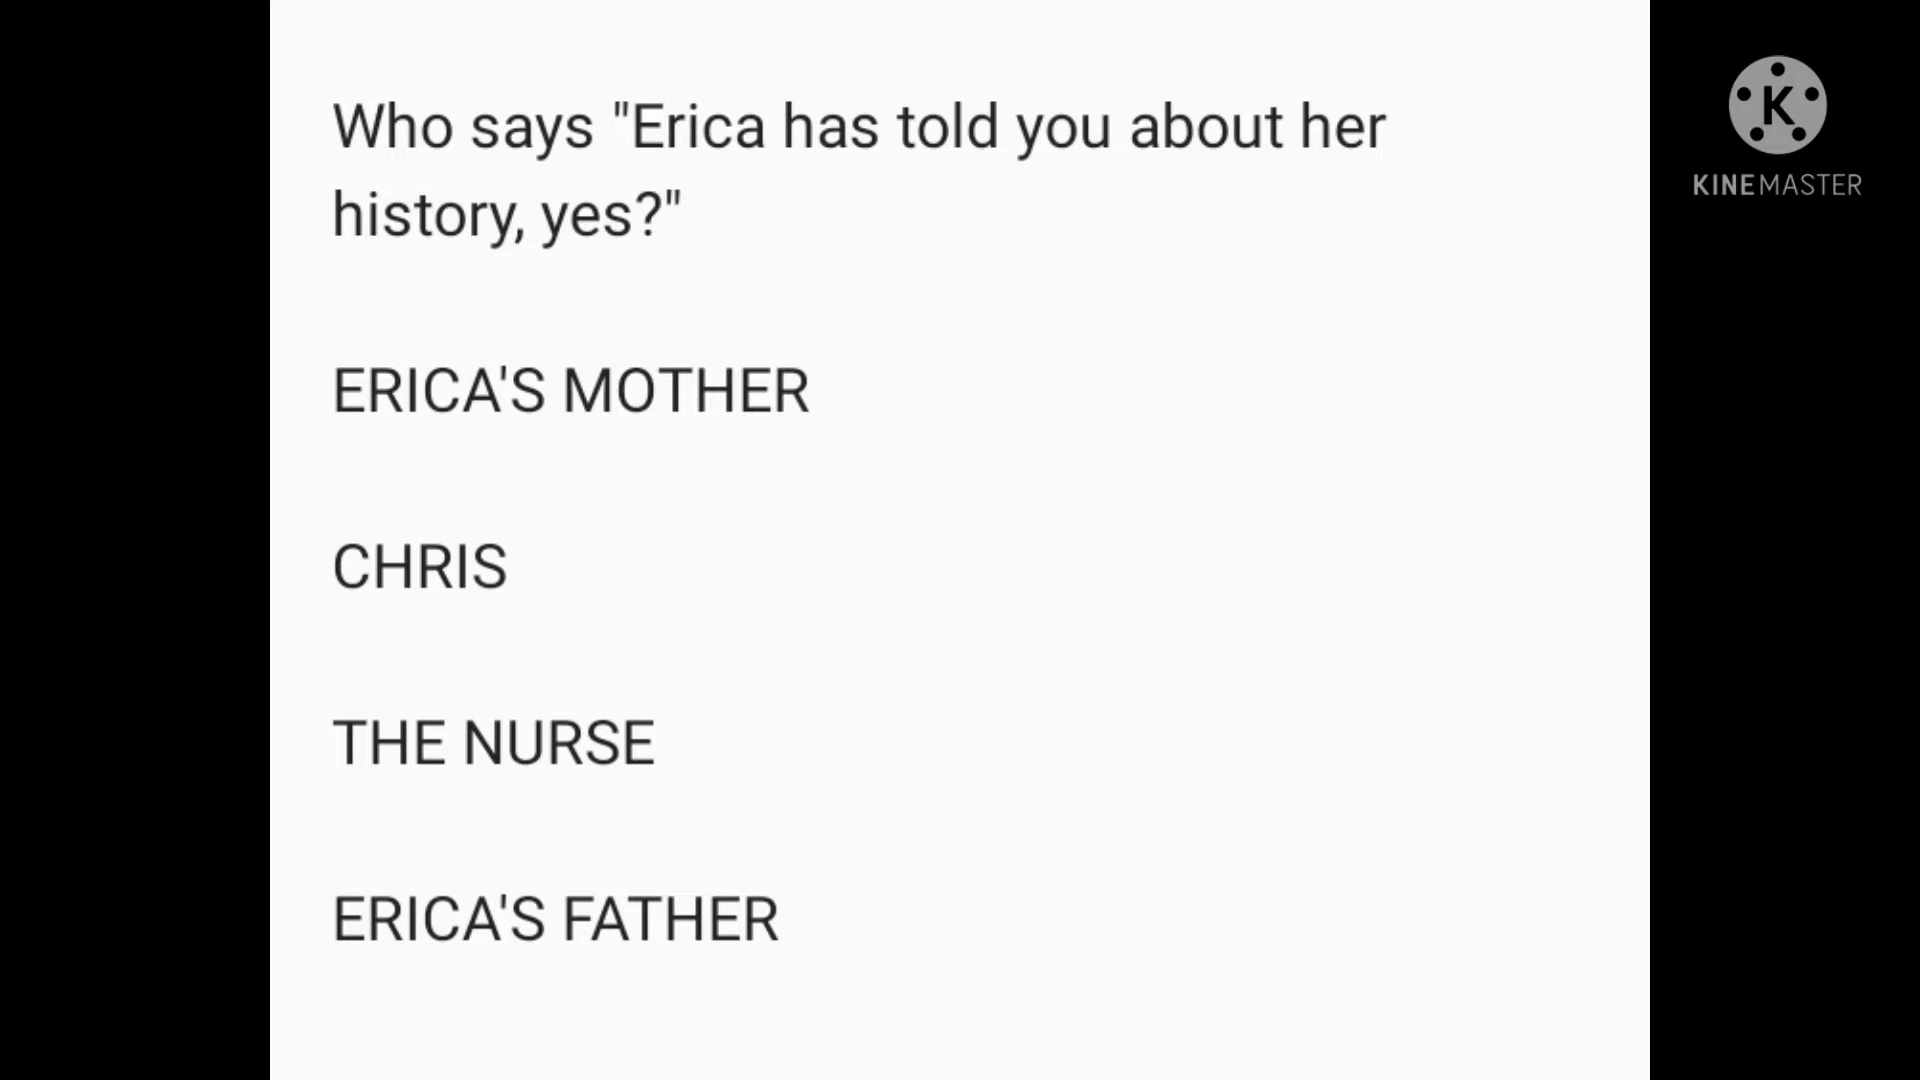 Who says "Erica has told you about her
history, yes?"
ERICA'S MOTHER
CHRIS
THE NURSE
ERICA'S FATHER
K
KINEMASTER